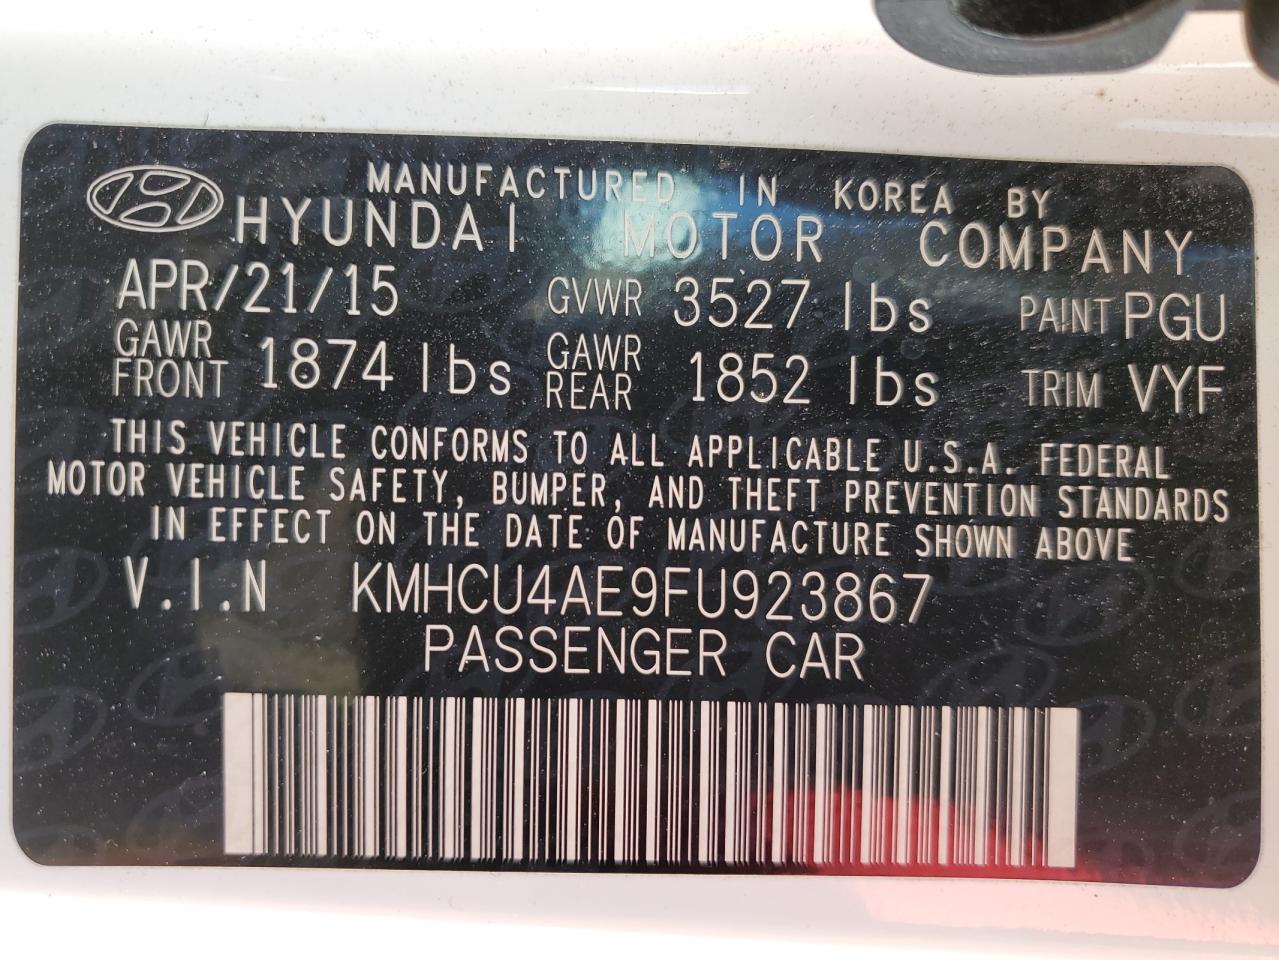 MANUFACTURED IN KOREA BY
HYUNDAI MOTOR COMPANY
APR/21/15 GVWR 3527 lbs PAINT PGU
GAWR FRONT 1874 lbs GAWR REAR 1852 lbs TRIM VYF
THIS VEHICLE CONFORMS TO ALL APPLICABLE U.S.A. FEDERAL
MOTOR VEHICLE SAFETY, BUMPER, AND THEFT PREVENTION STANDARDS
IN EFFECT ON THE DATE OF MANUFACTURE SHOWN ABOVE
V.I.N KMHCU4AE9FU923867
PASSENGER CAR